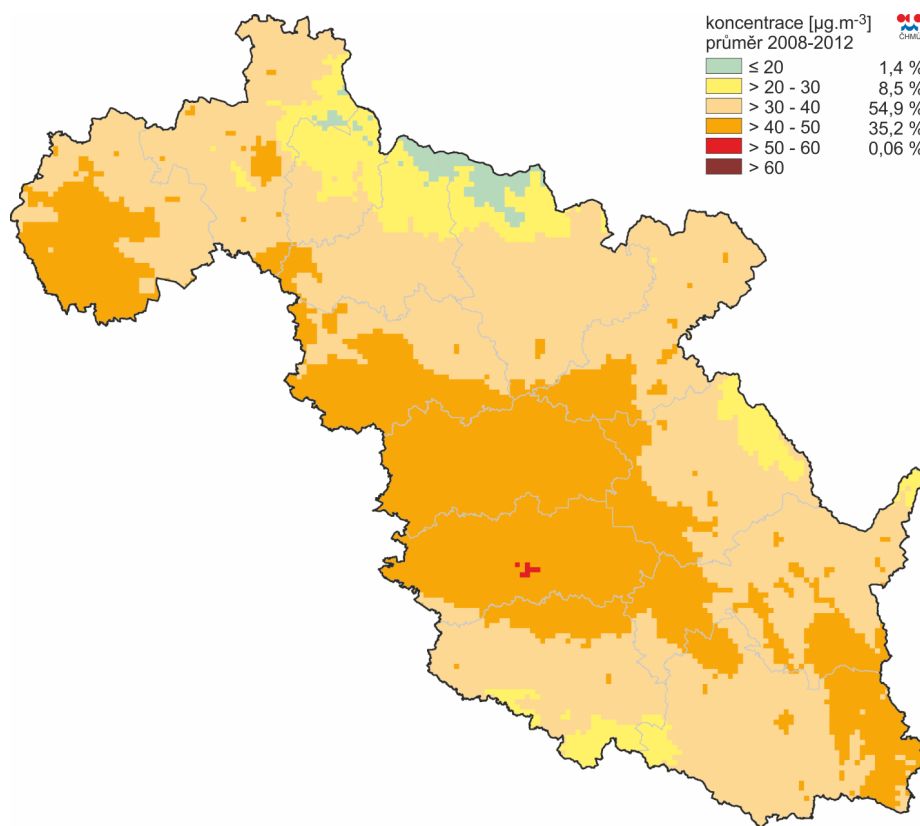 koncentrace [µg.m-3]
průměr 2008-2012
≤ 20 1,4 %
> 20 - 30 8,5 %
> 30 - 40 54,9 %
> 40 - 50 35,2 %
> 50 - 60 0,06 %
> 60
ČHMÚ